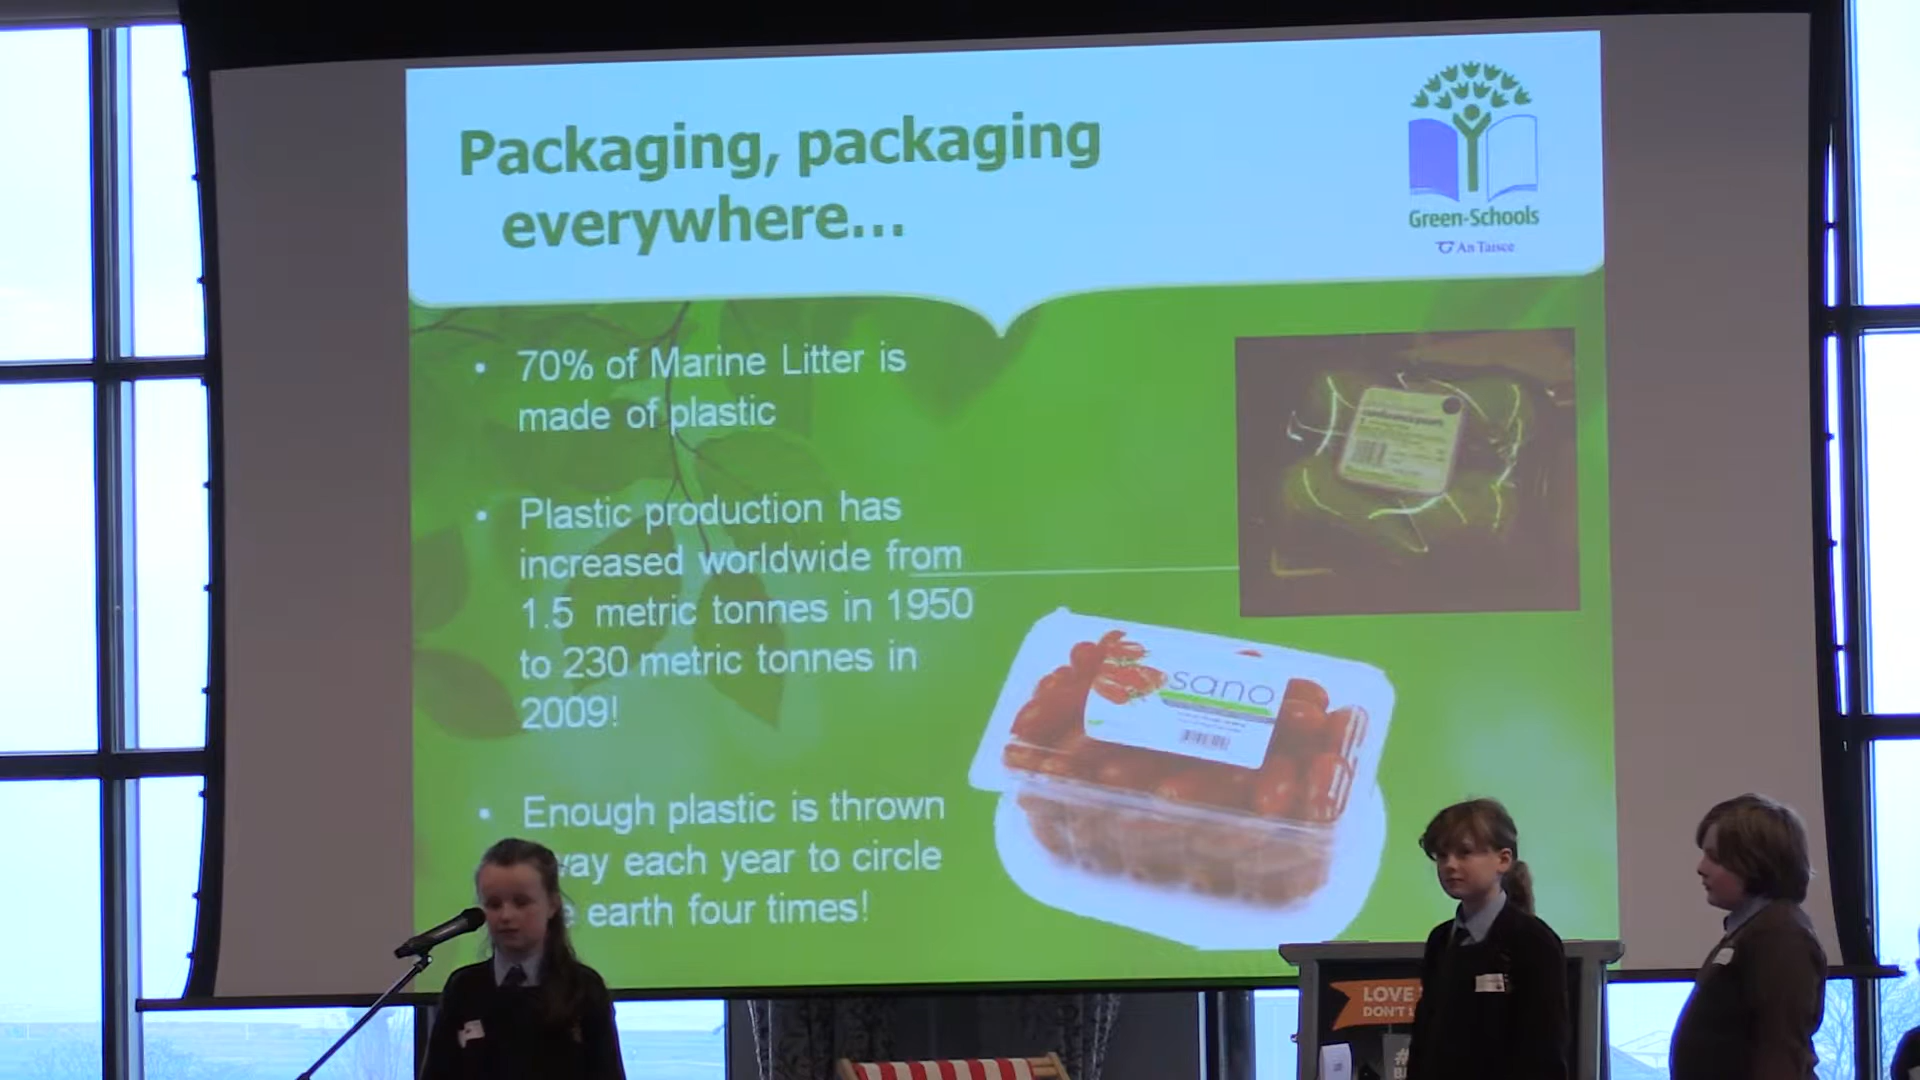 Packaging, packaging
everywhere...
Green-Schools
An Taisce
• 70% of Marine Litter is
made of plastic
• Plastic production has
increased worldwide from
1.5 metric tonnes in 1950
to 230 metric tonnes in
2009!
• Enough plastic is thrown
way each year to circle
e earth four times!
sano
LOVE
DON'T